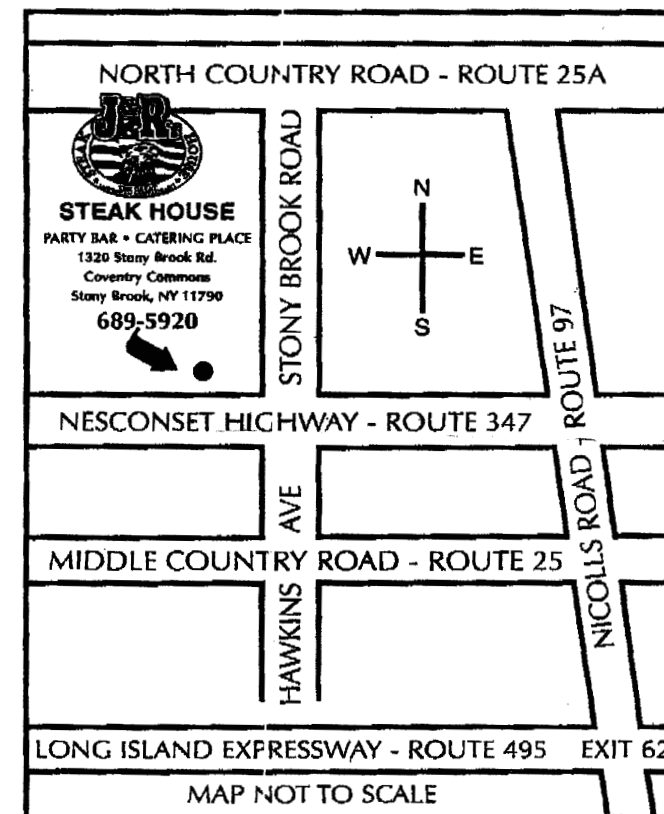 NORTH COUNTRY ROAD - ROUTE 25A
J&R's
STEAK HOUSE
PARTY BAR • CATERING PLACE
1320 Stony Brook Rd.
Coventry Commons
Stony Brook, NY 11790
689-5920
STONY BROOK ROAD
N
W E
S
NICOLLS ROAD - ROUTE 97
NESCONSET HIGHWAY - ROUTE 347
HAWKINS AVE
MIDDLE COUNTRY ROAD - ROUTE 25
LONG ISLAND EXPRESSWAY - ROUTE 495 EXIT 62
MAP NOT TO SCALE